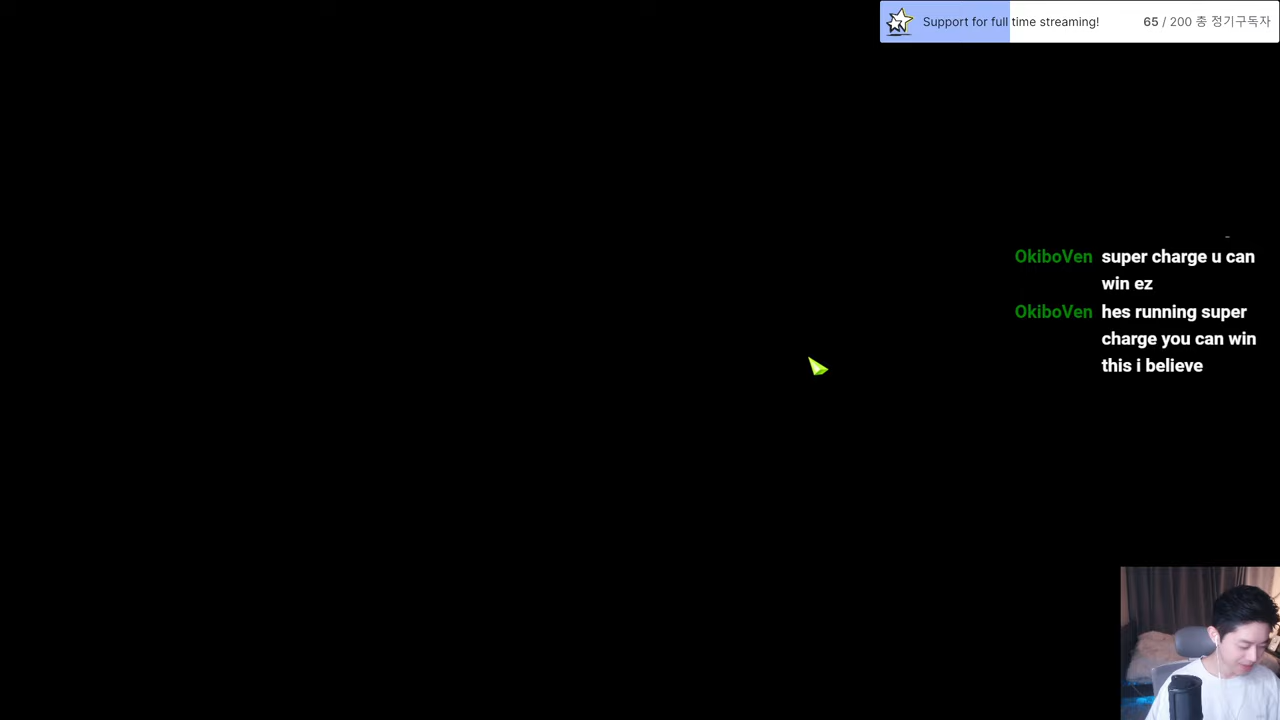 Support for full time streaming! 65 / 200 총 정기구독자
OkiboVen super charge u can
win ez
OkiboVen hes running super
charge you can win
this i believe